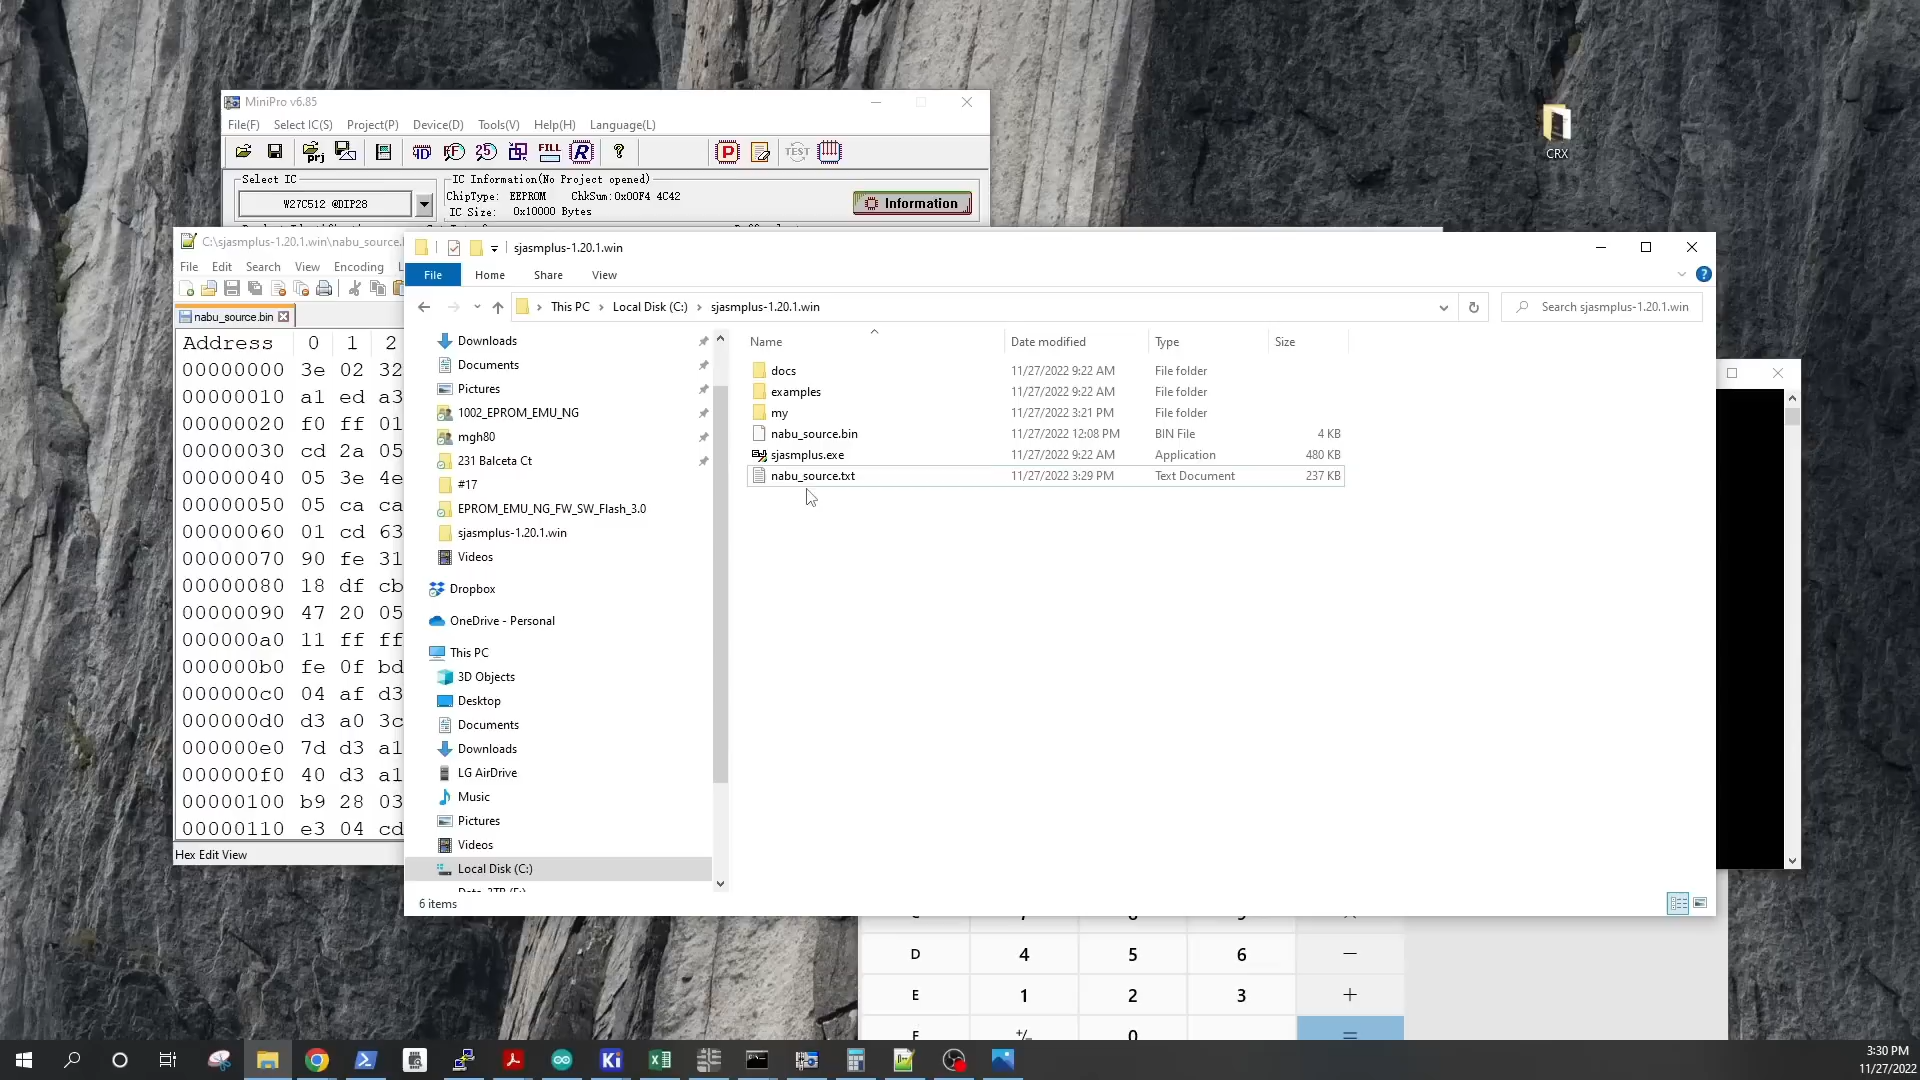 MiniPro v6.85
File(F) Select IC(S) Project(P) Device(D) Tools(V) Help(H) Language(L)
prj
ID
25
FILL
R
?
P
TEST
Select IC
W27C512 @DIP28
IC Information(No Project opened)
ChipType: EEPROM ChkSum:0x00F4 4C42
IC Size: 0x10000 Bytes
Information
CRX
C:\sjasmplus-1.20.1.win\nabu_source.
File Edit Search View Encoding L
nabu_source.bin
Address 0 1 2
00000000 3e 02 32
00000010 a1 ed a3
00000020 f0 ff 01
00000030 cd 2a 05
00000040 05 3e 4e
00000050 05 ca ca
00000060 01 cd 63
00000070 90 fe 31
00000080 18 df cb
00000090 47 20 05
000000a0 11 ff ff
000000b0 fe 0f bd
000000c0 04 af d3
000000d0 d3 a0 3c
000000e0 7d d3 a1
000000f0 40 d3 a1
00000100 b9 28 03
00000110 e3 04 cd
Hex Edit View
sjasmplus-1.20.1.win
File Home Share View
?
This PC > Local Disk (C:) > sjasmplus-1.20.1.win
Search sjasmplus-1.20.1.win
Downloads
Documents
Pictures
1002_EPROM_EMU_NG
mgh80
231 Balceta Ct
#17
EPROM_EMU_NG_FW_SW_Flash_3.0
sjasmplus-1.20.1.win
Videos
Dropbox
OneDrive - Personal
This PC
3D Objects
Desktop
Documents
Downloads
LG AirDrive
Music
Pictures
Videos
Local Disk (C:)
Name Date modified Type Size
docs 11/27/2022 9:22 AM File folder
examples 11/27/2022 9:22 AM File folder
my 11/27/2022 3:21 PM File folder
nabu_source.bin 11/27/2022 12:08 PM BIN File 4 KB
sjasmplus.exe 11/27/2022 9:22 AM Application 480 KB
nabu_source.txt 11/27/2022 3:29 PM Text Document 237 KB
6 items
D 4 5 6 −
E 1 2 3 +
F +/− 0 =
Ki
3:30 PM
11/27/2022